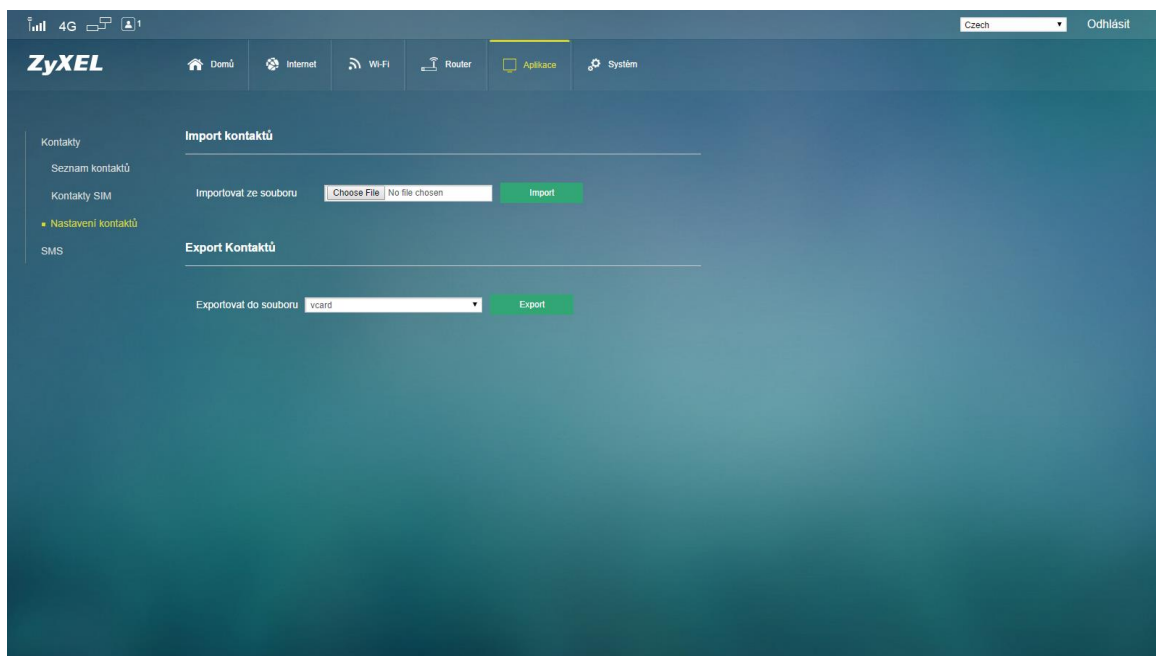 4G 1 Czech Odhlásit
ZyXEL Domů Internet Wi-Fi Router Aplikace Systém
Kontakty
Seznam kontaktů
Kontakty SIM
Nastavení kontaktů
SMS
Import kontaktů
Importovat ze souboru Choose File No file chosen Import
Export Kontaktů
Exportovat do souboru vcard Export